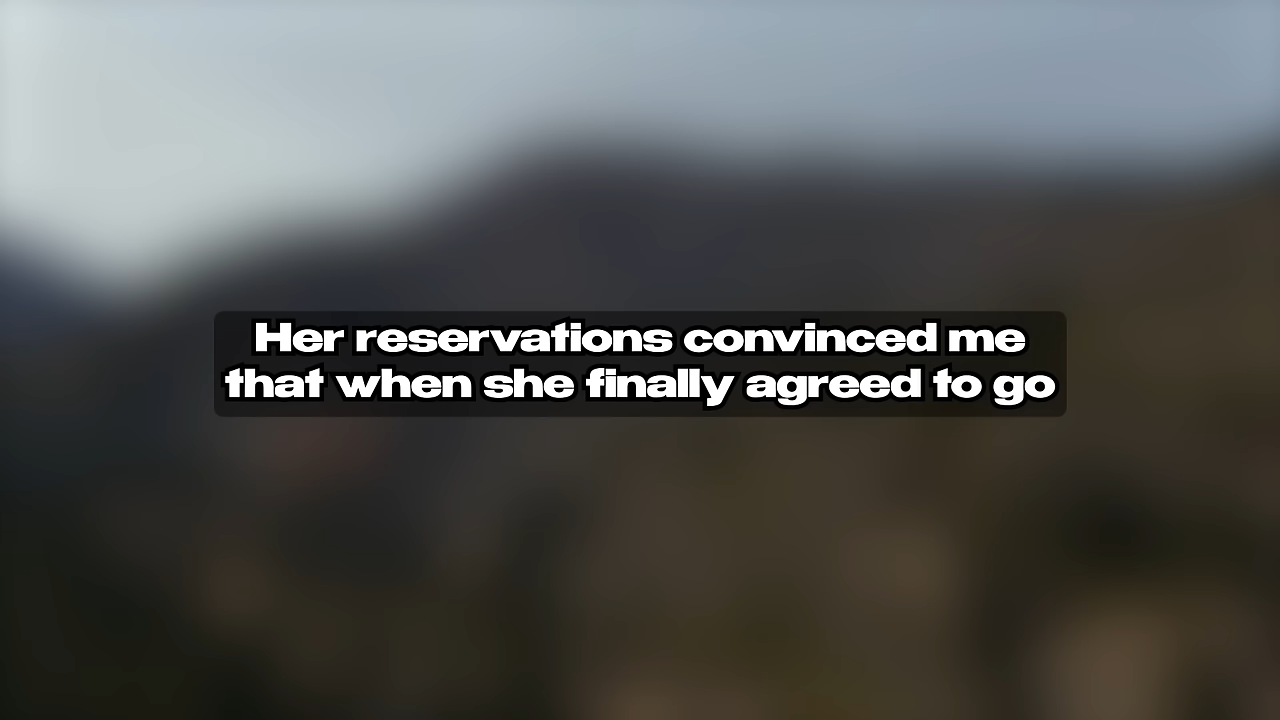 Her reservations convinced me
that when she finally agreed to go